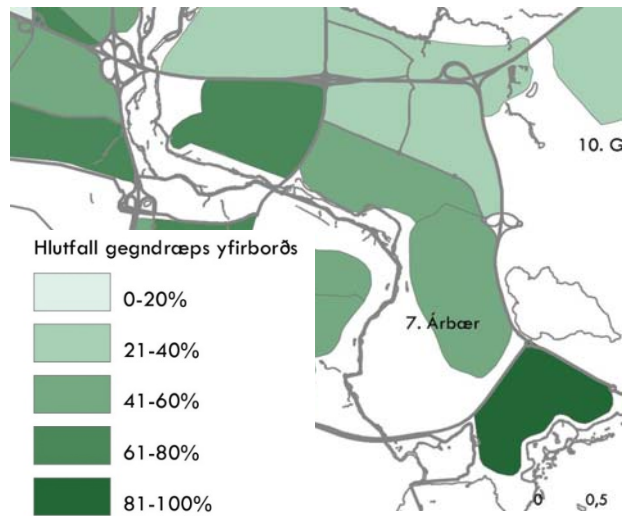 10. G
Hlutfall gegndræps yfirborðs
0-20%
21-40%
41-60%
61-80%
81-100%
7. Árbær
0 0,5